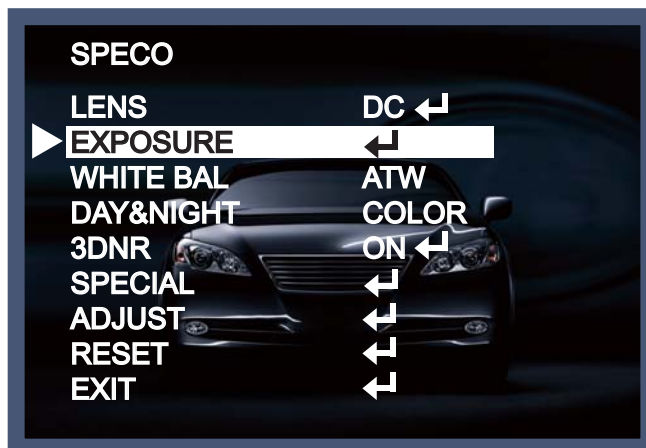 SPECO
LENS DC ↵
EXPOSURE ↵
WHITE BAL ATW
DAY&NIGHT COLOR
3DNR ON ↵
SPECIAL ↵
ADJUST ↵
RESET ↵
EXIT ↵